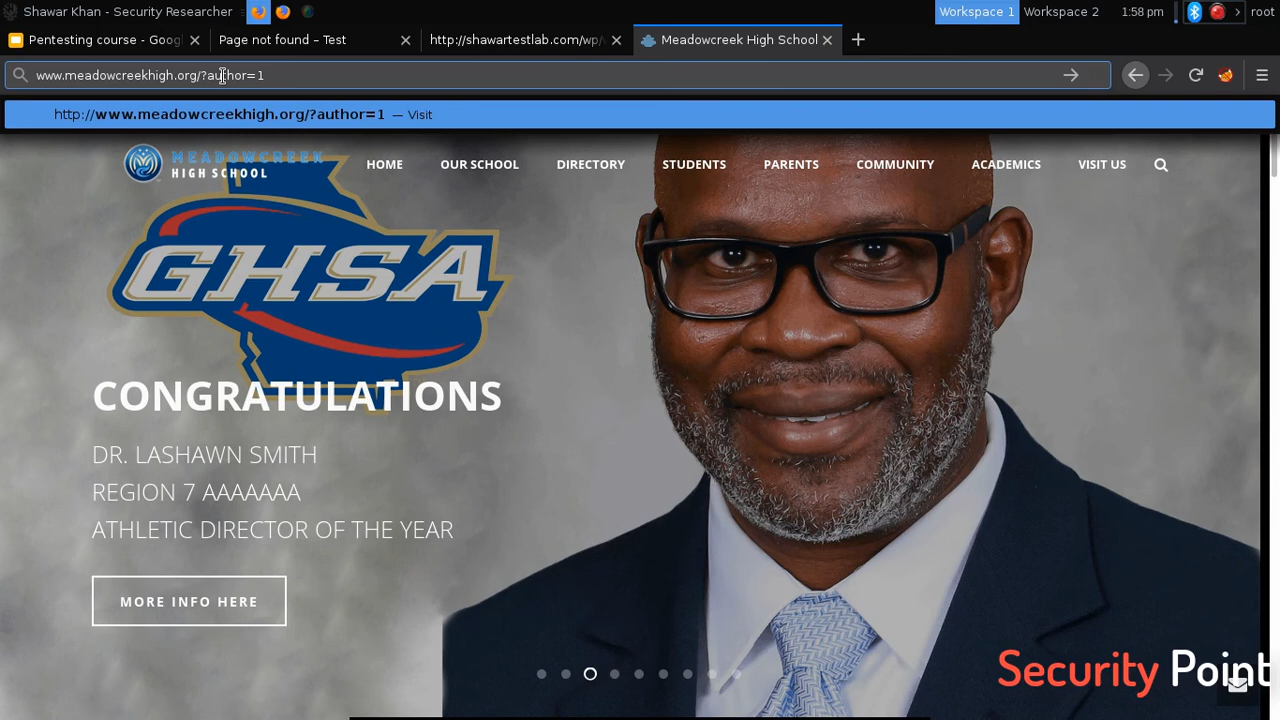 Shawar Khan - Security Researcher
Workspace 1 Workspace 2 1:58 pm root
Pentesting course - Goog
Page not found – Test
http://shawartestlab.com/wp/
Meadowcreek High School
www.meadowcreekhigh.org/?author=1
http://www.meadowcreekhigh.org/?author=1 — Visit
MEADOWCREEK
HIGH SCHOOL
HOME OUR SCHOOL DIRECTORY STUDENTS PARENTS COMMUNITY ACADEMICS VISIT US
GHSA
CONGRATULATIONS
DR. LASHAWN SMITH
REGION 7 AAAAAAA
ATHLETIC DIRECTOR OF THE YEAR
MORE INFO HERE
Security Point